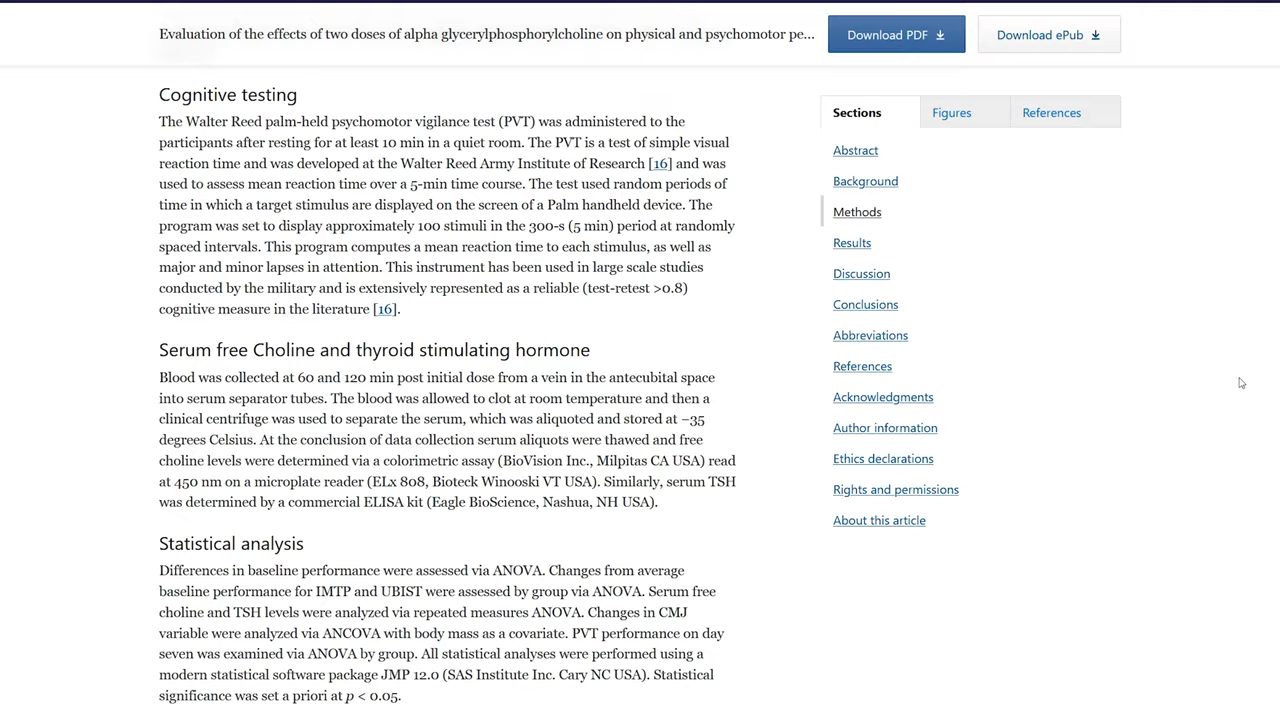 Evaluation of the effects of two doses of alpha glycerylphosphorylcholine on physical and psychomotor pe...
Download PDF
Download ePub
Cognitive testing
The Walter Reed palm-held psychomotor vigilance test (PVT) was administered to the
participants after resting for at least 10 min in a quiet room. The PVT is a test of simple visual
reaction time and was developed at the Walter Reed Army Institute of Research [16] and was
used to assess mean reaction time over a 5-min time course. The test used random periods of
time in which a target stimulus are displayed on the screen of a Palm handheld device. The
program was set to display approximately 100 stimuli in the 300-s (5 min) period at randomly
spaced intervals. This program computes a mean reaction time to each stimulus, as well as
major and minor lapses in attention. This instrument has been used in large scale studies
conducted by the military and is extensively represented as a reliable (test-retest >0.8)
cognitive measure in the literature [16].
Serum free Choline and thyroid stimulating hormone
Blood was collected at 60 and 120 min post initial dose from a vein in the antecubital space
into serum separator tubes. The blood was allowed to clot at room temperature and then a
clinical centrifuge was used to separate the serum, which was aliquoted and stored at −35
degrees Celsius. At the conclusion of data collection serum aliquots were thawed and free
choline levels were determined via a colorimetric assay (BioVision Inc., Milpitas CA USA) read
at 450 nm on a microplate reader (ELx 808, Bioteck Winooski VT USA). Similarly, serum TSH
was determined by a commercial ELISA kit (Eagle BioScience, Nashua, NH USA).
Statistical analysis
Differences in baseline performance were assessed via ANOVA. Changes from average
baseline performance for IMTP and UBIST were assessed by group via ANOVA. Serum free
choline and TSH levels were analyzed via repeated measures ANOVA. Changes in CMJ
variable were analyzed via ANCOVA with body mass as a covariate. PVT performance on day
seven was examined via ANOVA by group. All statistical analyses were performed using a
modern statistical software package JMP 12.0 (SAS Institute Inc. Cary NC USA). Statistical
significance was set a priori at p < 0.05.
Sections
Figures
References
Abstract
Background
Methods
Results
Discussion
Conclusions
Abbreviations
References
Acknowledgments
Author information
Ethics declarations
Rights and permissions
About this article